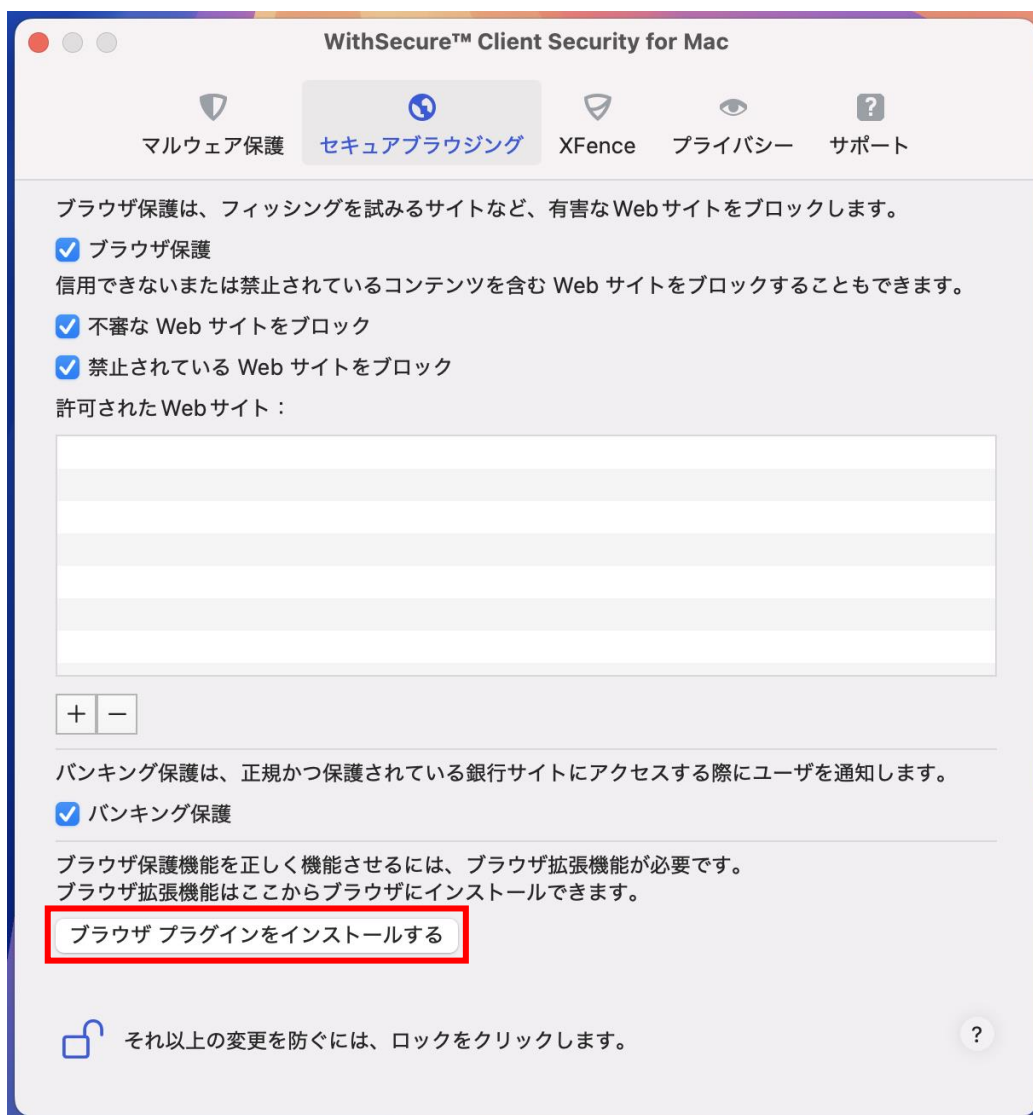 WithSecure™ Client Security for Mac
マルウェア保護 セキュアブラウジング XFence プライバシー サポート
ブラウザ保護は、フィッシングを試みるサイトなど、有害なWebサイトをブロックします。
ブラウザ保護
信用できないまたは禁止されているコンテンツを含む Web サイトをブロックすることもできます。
不審な Web サイトをブロック
禁止されている Web サイトをブロック
許可されたWebサイト：
+ −
バンキング保護は、正規かつ保護されている銀行サイトにアクセスする際にユーザを通知します。
バンキング保護
ブラウザ保護機能を正しく機能させるには、ブラウザ拡張機能が必要です。
ブラウザ拡張機能はここからブラウザにインストールできます。
ブラウザ プラグインをインストールする
それ以上の変更を防ぐには、ロックをクリックします。 ?